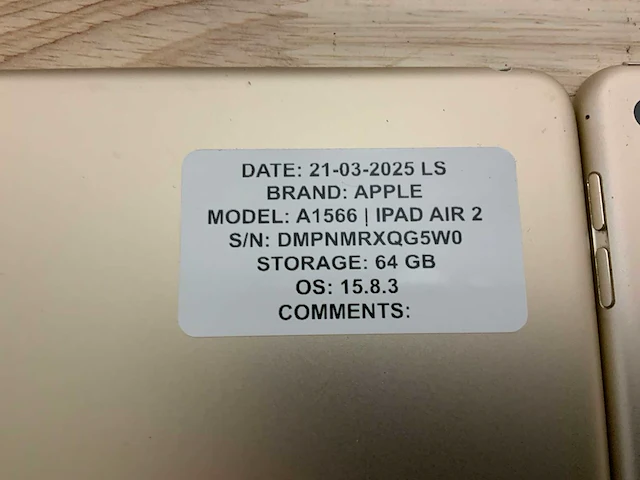 DATE: 21-03-2025 LS
BRAND: APPLE
MODEL: A1566 | IPAD AIR 2
S/N: DMPNMRXQG5W0
STORAGE: 64 GB
OS: 15.8.3
COMMENTS: